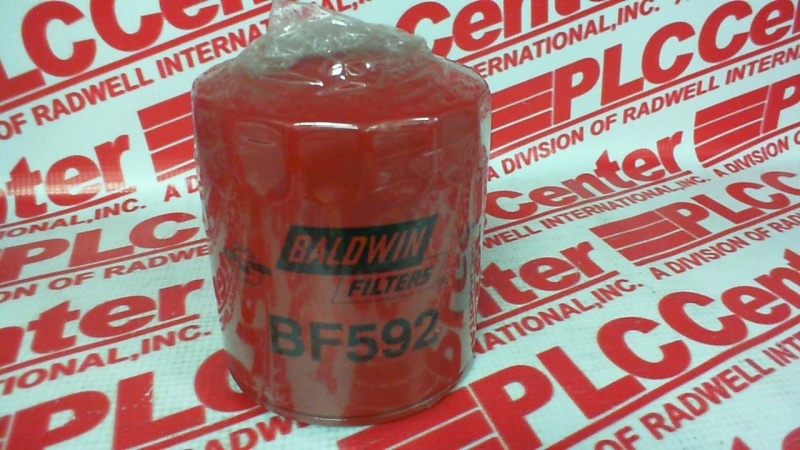 PLCCenter
A DIVISION OF RADWELL INTERNATIONAL, INC.
BALDWIN
FILTERS
BF592